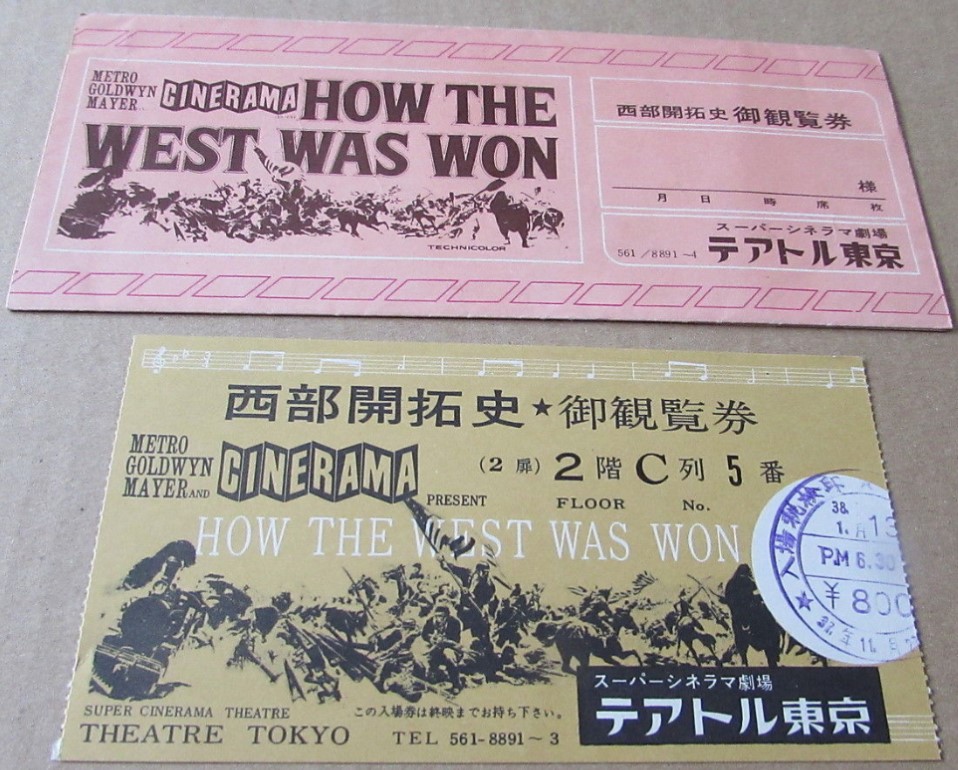 METRO
GOLDWYN
MAYER
CINERAMA
HOW THE
WEST WAS WON
TECHNICOLOR
西部開拓史 御観覧券
様
月 日 時 席 枚
スーパーシネラマ劇場
561/8891~4 テアトル東京
西部開拓史★御観覧券
METRO
GOLDWYN
MAYER AND
CINERAMA
PRESENT
(2扉) 2階 C列 5番
FLOOR No.
HOW THE WEST WAS WON
38.
1.月13
P.M 6.30
¥800
スーパーシネラマ劇場
テアトル東京
SUPER CINERAMA THEATRE
この入場券は終映までお持ち下さい。
THEATRE TOKYO TEL 561-8891~3